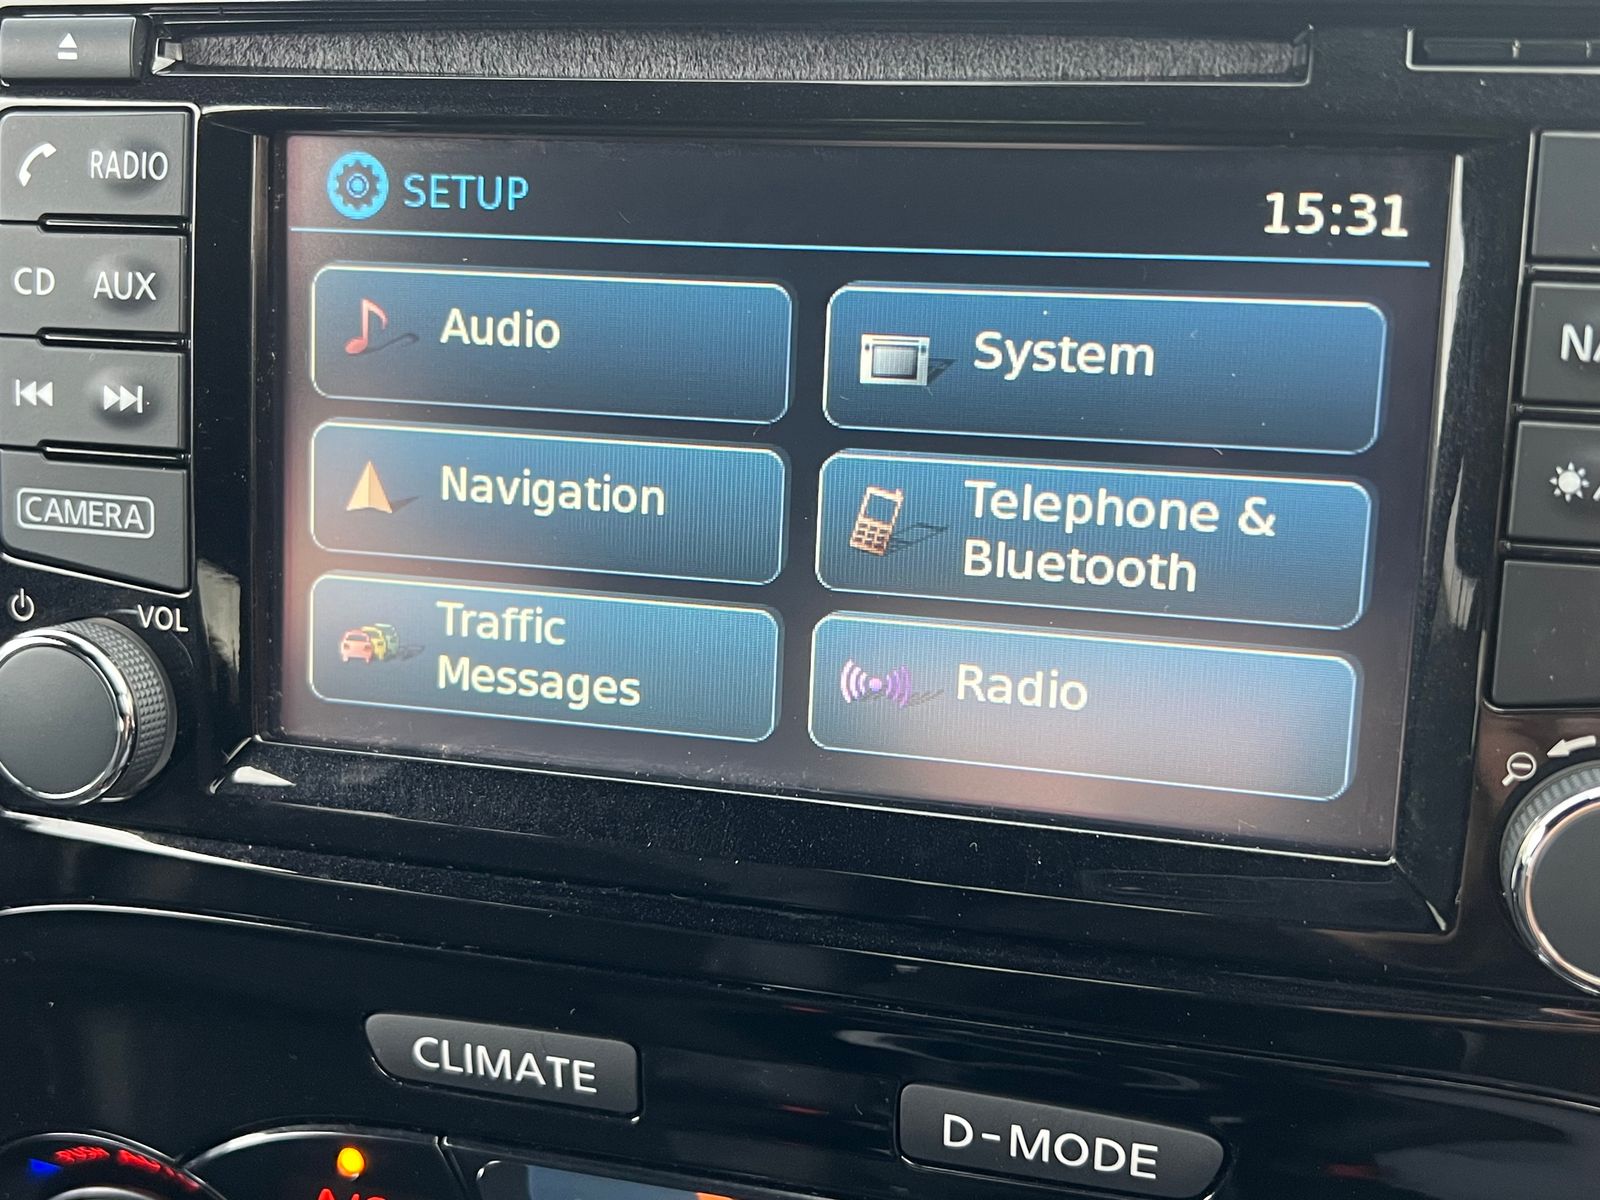 RADIO
CD AUX
CAMERA
VOL
SETUP
15:31
Audio
System
Navigation
Telephone &
Bluetooth
Traffic
Messages
Radio
CLIMATE
D-MODE